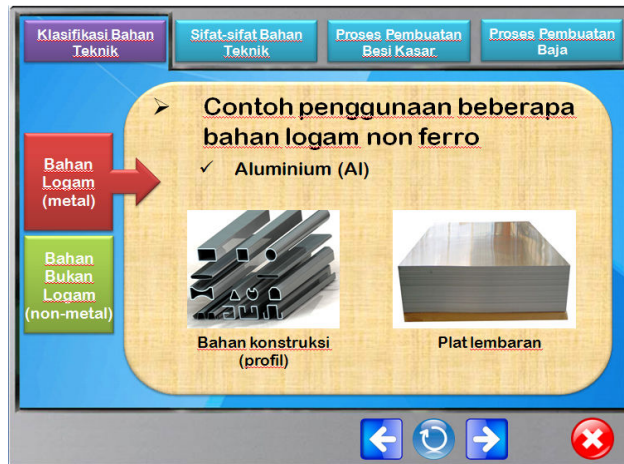 Klasifikasi Bahan
Teknik
Sifat-sifat Bahan
Teknik
Proses Pembuatan
Besi Kasar
Proses Pembuatan
Baja
Contoh penggunaan beberapa
bahan logam non ferro
Aluminium (Al)
Bahan
Logam
(metal)
Bahan
Bukan
Logam
(non-metal)
Bahan konstruksi
(profil)
Plat lembaran